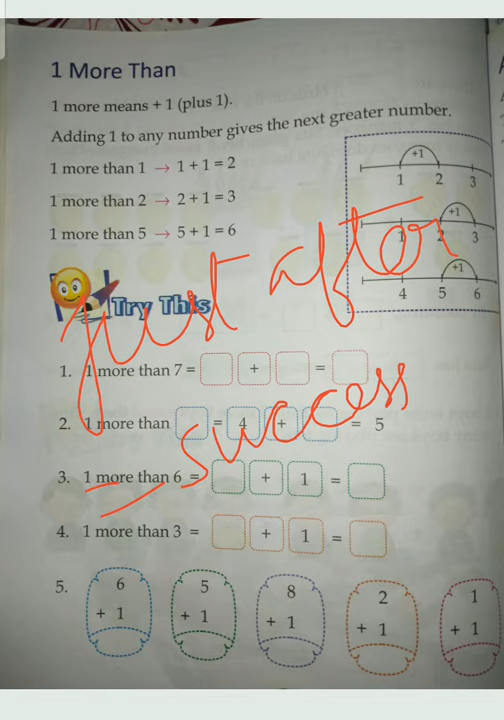 1 More Than
1 more means + 1 (plus 1).
Adding 1 to any number gives the next greater number.
1 more than 1 → 1 + 1 = 2
1 more than 2 → 2 + 1 = 3
1 more than 5 → 5 + 1 = 6
+1
1 2 3
+1
1 2 3
+1
4 5 6
Just after
Try This
1. 1 more than 7 = + =
success
2. 1 more than = 4 + = 5
3. 1 more than 6 = + 1 =
4. 1 more than 3 = + 1 =
5. 6 5 8 2 1
+ 1 + 1 + 1 + 1 + 1